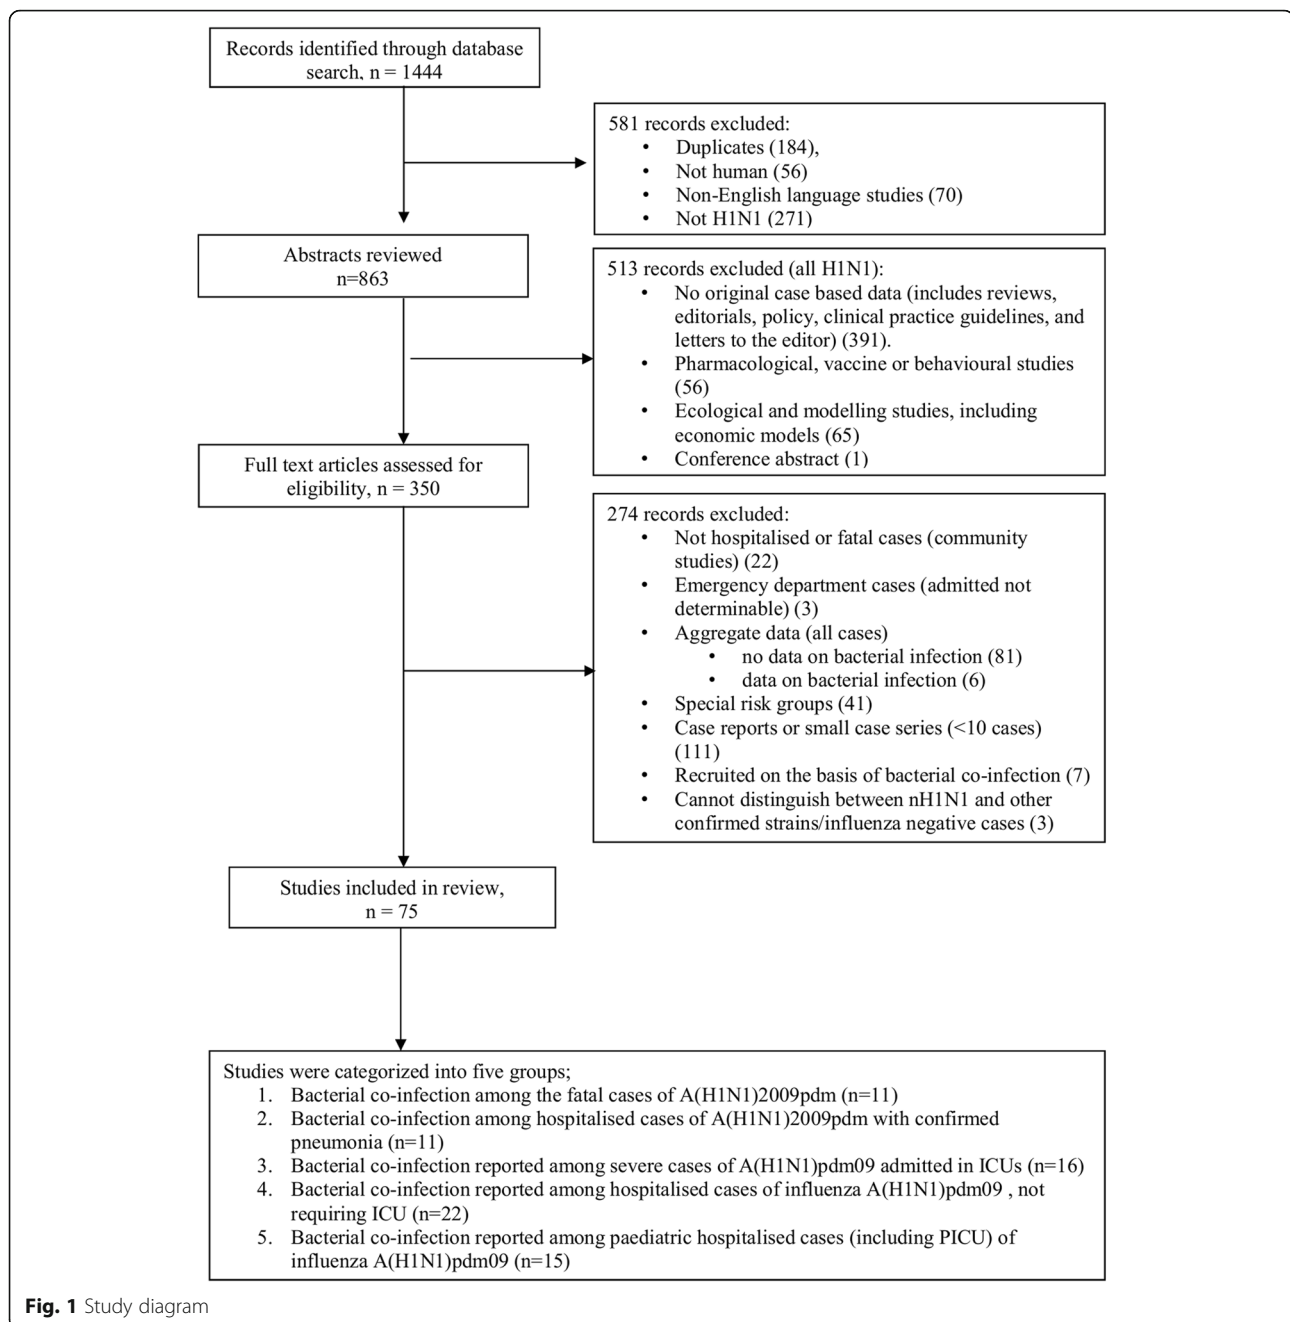 Records identified through database
search, n = 1444
581 records excluded:
• Duplicates (184),
• Not human (56)
• Non-English language studies (70)
• Not H1N1 (271)
Abstracts reviewed
n=863
513 records excluded (all H1N1):
• No original case based data (includes reviews,
editorials, policy, clinical practice guidelines, and
letters to the editor) (391).
• Pharmacological, vaccine or behavioural studies
(56)
• Ecological and modelling studies, including
economic models (65)
• Conference abstract (1)
Full text articles assessed for
eligibility, n = 350
274 records excluded:
• Not hospitalised or fatal cases (community
studies) (22)
• Emergency department cases (admitted not
determinable) (3)
• Aggregate data (all cases)
• no data on bacterial infection (81)
• data on bacterial infection (6)
• Special risk groups (41)
• Case reports or small case series (<10 cases)
(111)
• Recruited on the basis of bacterial co-infection (7)
• Cannot distinguish between nH1N1 and other
confirmed strains/influenza negative cases (3)
Studies included in review,
n = 75
Studies were categorized into five groups;
1. Bacterial co-infection among the fatal cases of A(H1N1)2009pdm (n=11)
2. Bacterial co-infection among hospitalised cases of A(H1N1)2009pdm with confirmed
pneumonia (n=11)
3. Bacterial co-infection reported among severe cases of A(H1N1)pdm09 admitted in ICUs (n=16)
4. Bacterial co-infection reported among hospitalised cases of influenza A(H1N1)pdm09 , not
requiring ICU (n=22)
5. Bacterial co-infection reported among paediatric hospitalised cases (including PICU) of
influenza A(H1N1)pdm09 (n=15)
Fig. 1 Study diagram